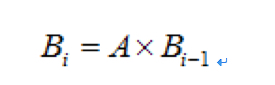 B_i = A × B_{i-1} ↵